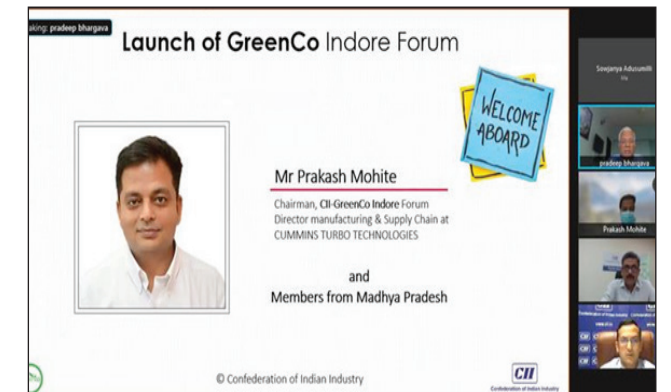 aking: pradeep bhargava
Launch of GreenCo Indore Forum
WELCOME
ABOARD
Mr Prakash Mohite
Chairman, CII-GreenCo Indore Forum
Director manufacturing & Supply Chain at
CUMMINS TURBO TECHNOLOGIES
and
Members from Madhya Pradesh
© Confederation of Indian Industry
CII
Confederation of Indian Industry
Sowjanya Adusumilli
pradeep bhargava
Prakash Mohite